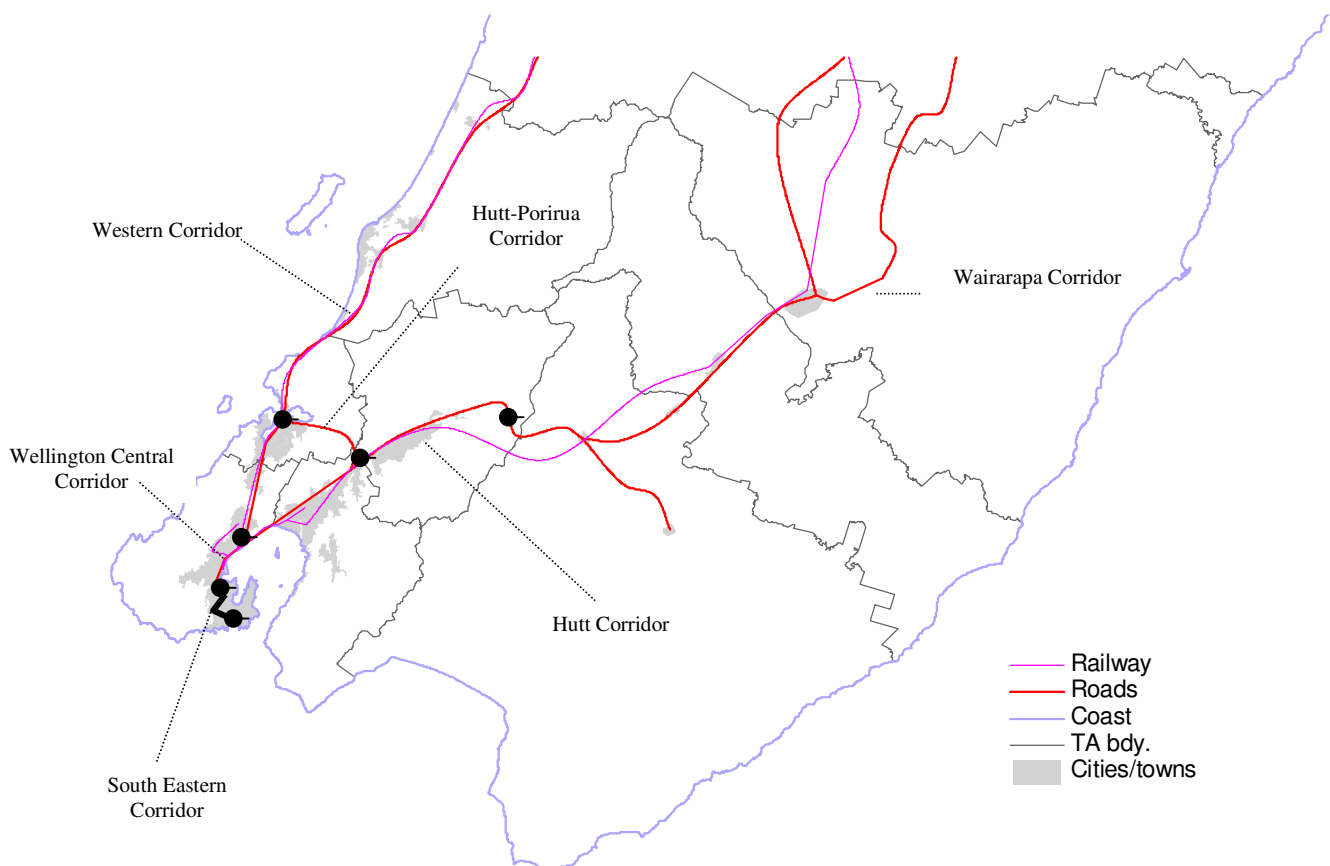 Hutt-Porirua
Corridor
Western Corridor
Wairarapa Corridor
Wellington Central
Corridor
Hutt Corridor
South Eastern
Corridor
Railway
Roads
Coast
TA bdy.
Cities/towns